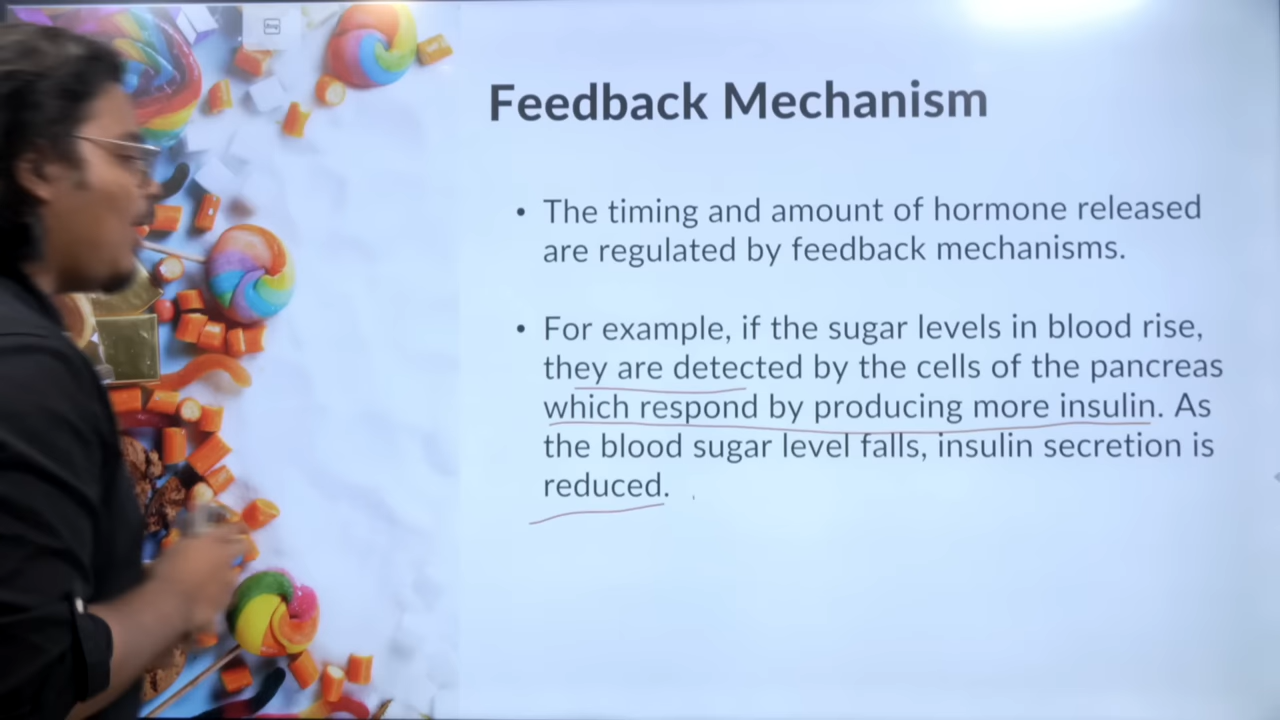 Feedback Mechanism
• The timing and amount of hormone released
are regulated by feedback mechanisms.
• For example, if the sugar levels in blood rise,
they are detected by the cells of the pancreas
which respond by producing more insulin. As
the blood sugar level falls, insulin secretion is
reduced.